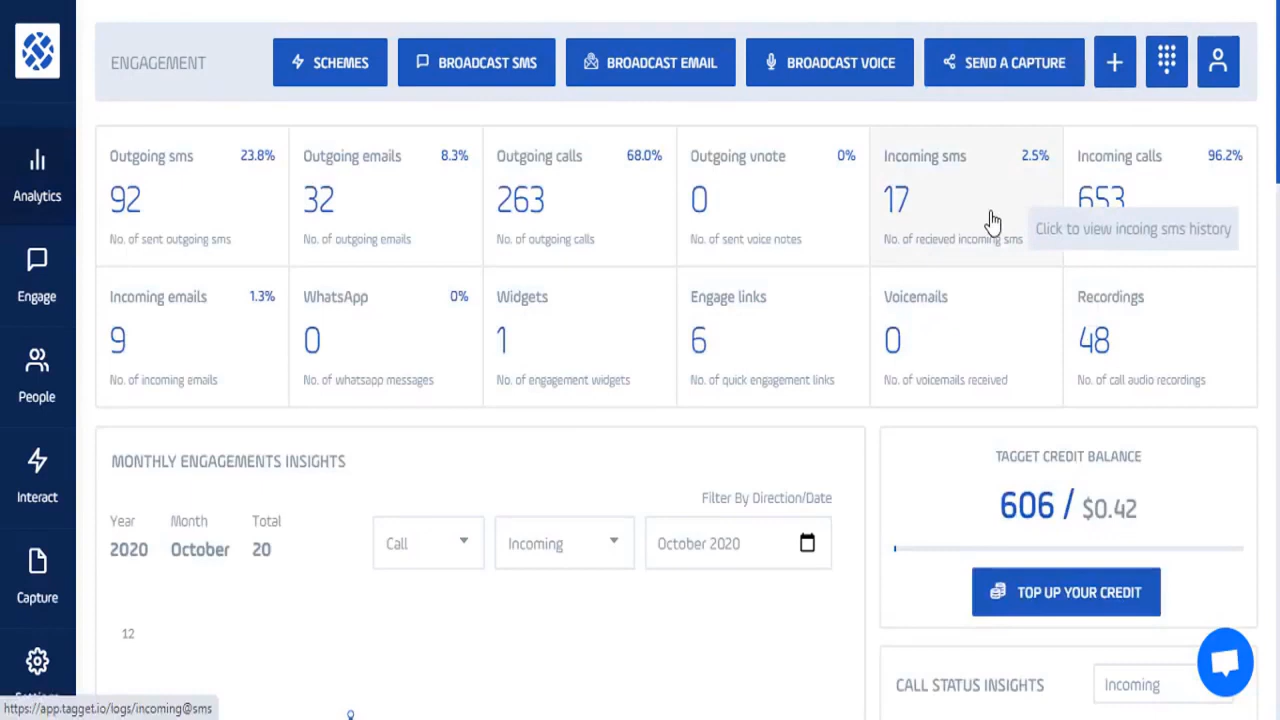 ENGAGEMENT
SCHEMES
BROADCAST SMS
BROADCAST EMAIL
BROADCAST VOICE
SEND A CAPTURE
Analytics
Engage
People
Interact
Capture
Outgoing sms 23.8%
92
No. of sent outgoing sms
Outgoing emails 8.3%
32
No. of outgoing emails
Outgoing calls 68.0%
263
No. of outgoing calls
Outgoing vnote 0%
0
No. of sent voice notes
Incoming sms 2.5%
17
No. of recieved incoming sms
Incoming calls 96.2%
653
Click to view incoing sms history
Incoming emails 1.3%
9
No. of incoming emails
WhatsApp 0%
0
No. of whatsapp messages
Widgets
1
No. of engagement widgets
Engage links
6
No. of quick engagement links
Voicemails
0
No. of voicemails received
Recordings
48
No. of call audio recordings
MONTHLY ENGAGEMENTS INSIGHTS
Filter By Direction/Date
Year Month Total
2020 October 20
Call
Incoming
October 2020
12
TAGGET CREDIT BALANCE
606 / $0.42
TOP UP YOUR CREDIT
CALL STATUS INSIGHTS
Incoming
https://app.tagget.io/logs/incoming@sms